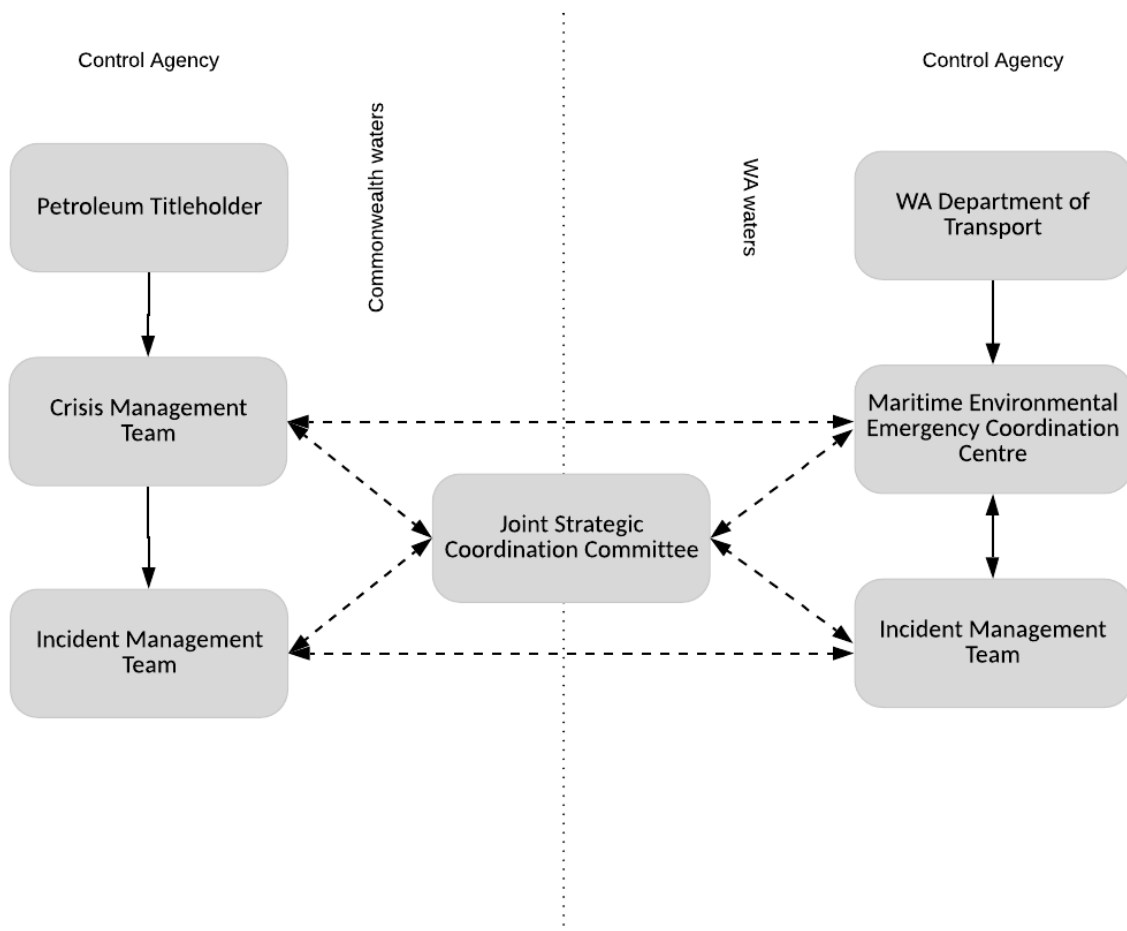 Control Agency
Control Agency
Commonwealth waters
WA waters
Petroleum Titleholder
WA Department of
Transport
Crisis Management
Team
Maritime Environmental
Emergency Coordination
Centre
Joint Strategic
Coordination Committee
Incident Management
Team
Incident Management
Team